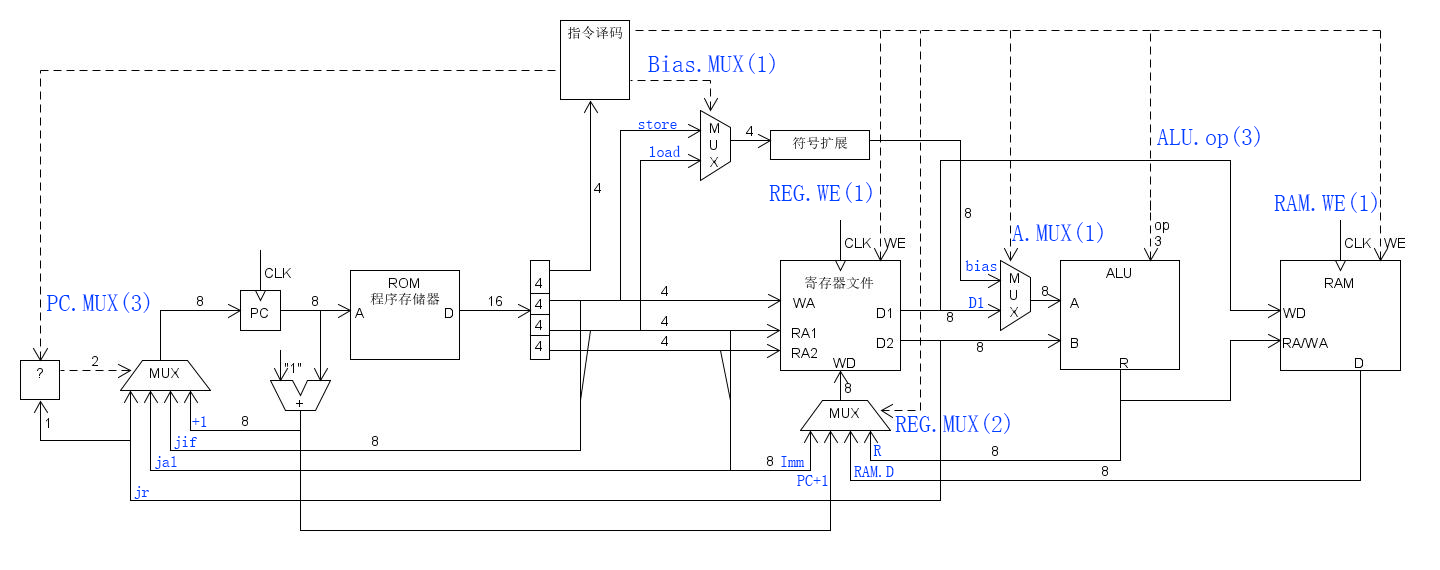 指令译码
Bias.MUX(1)
store
M
U
X
4
符号扩展
load
ALU.op(3)
4
REG.WE(1)
RAM.WE(1)
8
op
3
A.MUX(1)
CLK
WE
CLK
WE
CLK
bias
寄存器文件
M
U
X
ALU
RAM
ROM
程序存储器
4
PC.MUX(3)
8
PC
8
A
D
16
4
4
WA
D1
D1
8
8
A
WD
4
4
RA1
4
4
RA2
D2
8
B
RA/WA
?
2
MUX
"1"
WD
R
D
+
8
MUX
1
+1
8
REG.MUX(2)
jif
8
R
8
jal
8
Imm
RAM.D
8
PC+1
jr